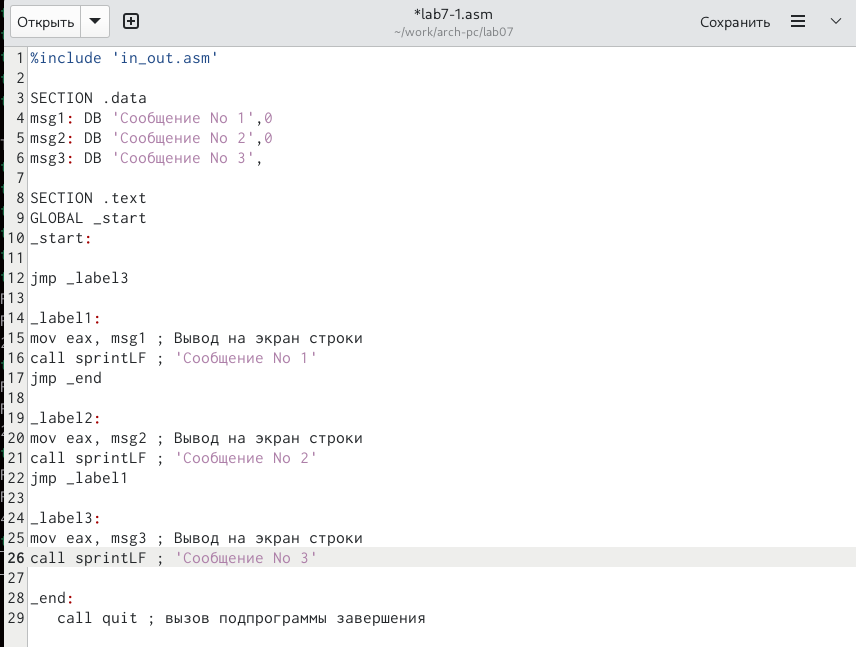 Открыть
*lab7-1.asm
~/work/arch-pc/lab07
Сохранить
1 %include 'in_out.asm'
2
3 SECTION .data
4 msg1: DB 'Сообщение No 1',0
5 msg2: DB 'Сообщение No 2',0
6 msg3: DB 'Сообщение No 3',
7
8 SECTION .text
9 GLOBAL _start
10 _start:
11
12 jmp _label3
13
14 _label1:
15 mov eax, msg1 ; Вывод на экран строки
16 call sprintLF ; 'Сообщение No 1'
17 jmp _end
18
19 _label2:
20 mov eax, msg2 ; Вывод на экран строки
21 call sprintLF ; 'Сообщение No 2'
22 jmp _label1
23
24 _label3:
25 mov eax, msg3 ; Вывод на экран строки
26 call sprintLF ; 'Сообщение No 3'
27
28 _end:
29    call quit ; вызов подпрограммы завершения